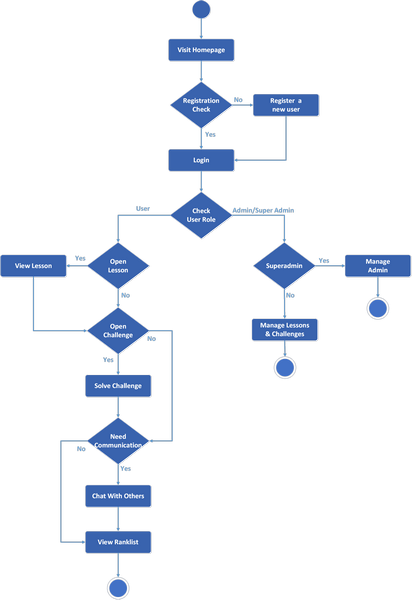 Visit Homepage
Registration
Check
No
Register a
new user
Yes
Login
Check
User Role
User
Admin/Super Admin
Open
Lesson
Yes
View Lesson
No
Superadmin
Yes
Manage
Admin
No
Manage Lessons
& Challenges
Open
Challenge
No
Yes
Solve Challenge
Need
Communication
No
Yes
Chat With Others
View Ranklist